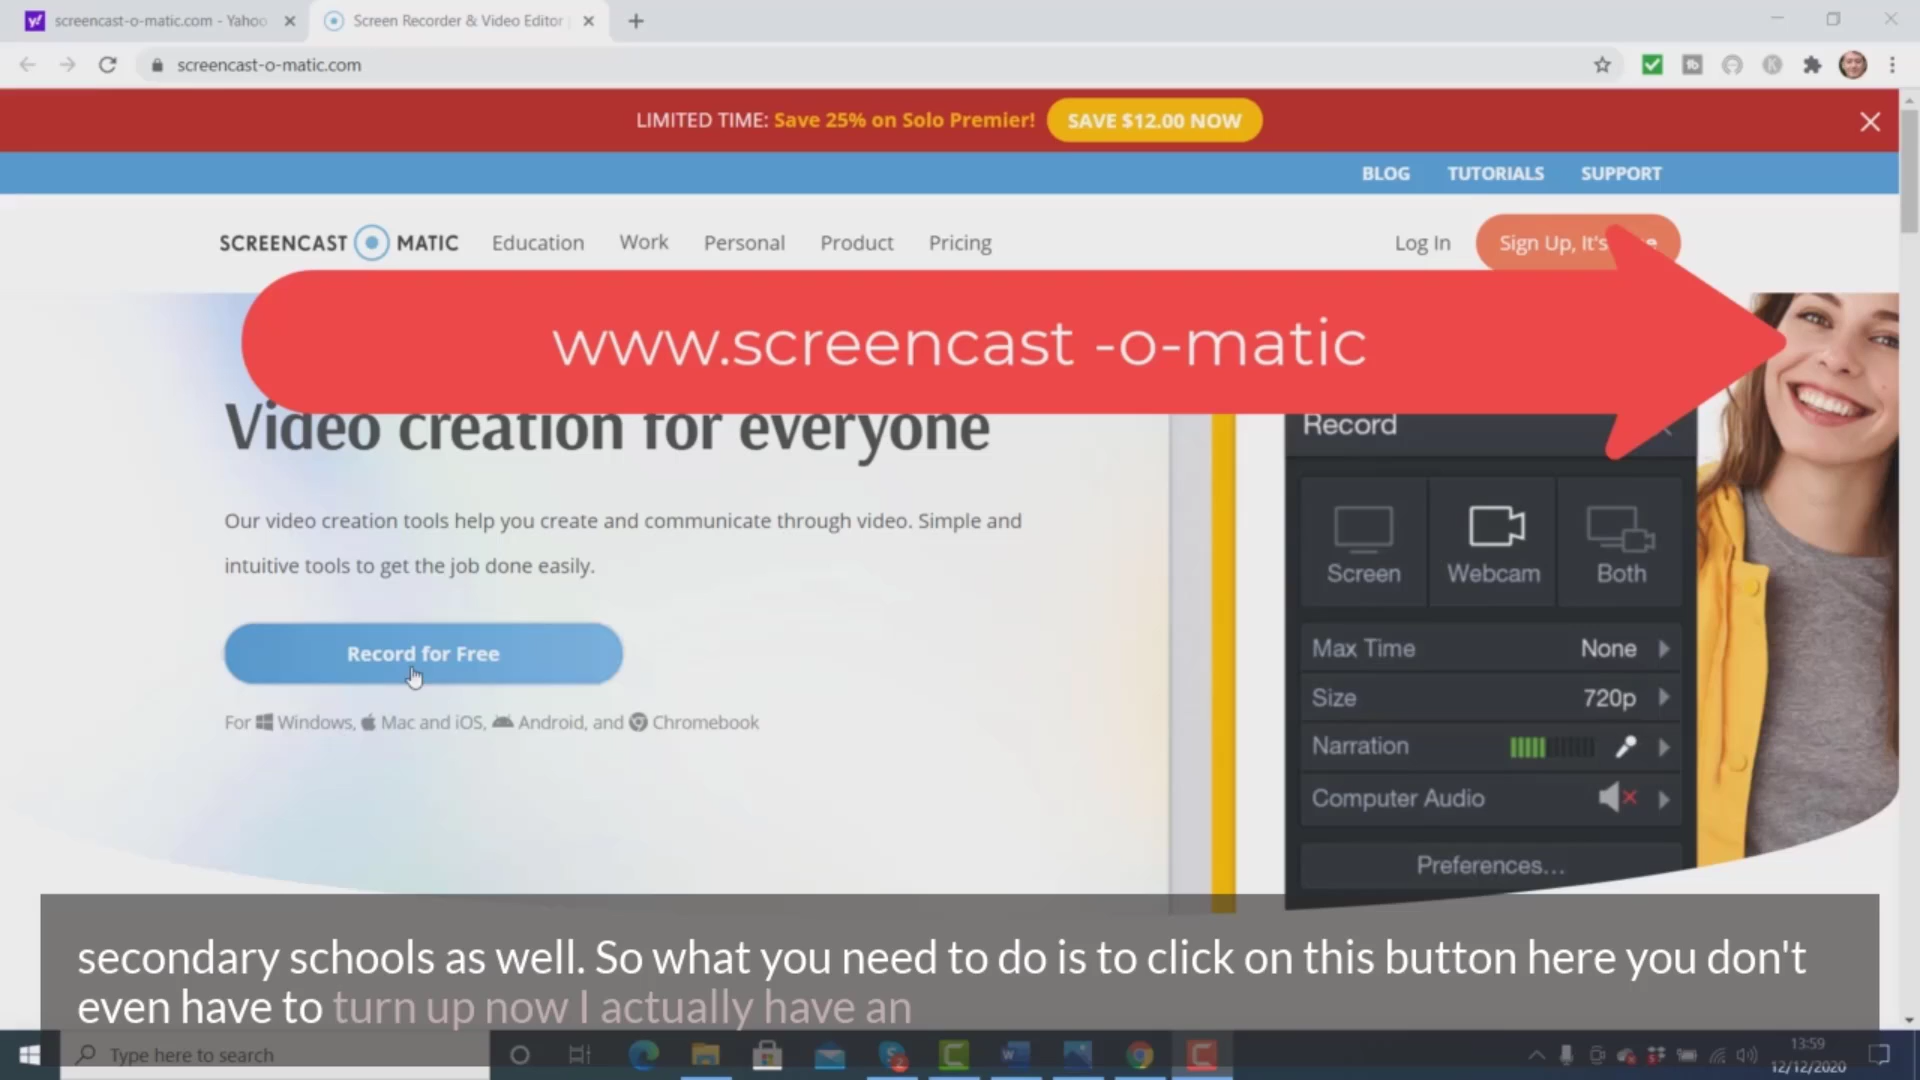 screencast-o-matic.com - Yahoo
Screen Recorder & Video Editor
screencast-o-matic.com
LIMITED TIME: Save 25% on Solo Premier!
SAVE $12.00 NOW
BLOG TUTORIALS SUPPORT
SCREENCAST MATIC
Education Work Personal Product Pricing
Log In
Sign Up, It's
www.screencast -o-matic
Video creation for everyone
Our video creation tools help you create and communicate through video. Simple and
intuitive tools to get the job done easily.
Record for Free
For Windows, Mac and iOS, Android, and Chromebook
Record
Screen Webcam Both
Max Time None
Size 720p
Narration
Computer Audio
Preferences...
secondary schools as well. So what you need to do is to click on this button here you don't
even have to turn up now I actually have an
Type here to search
13:59
12/12/2020